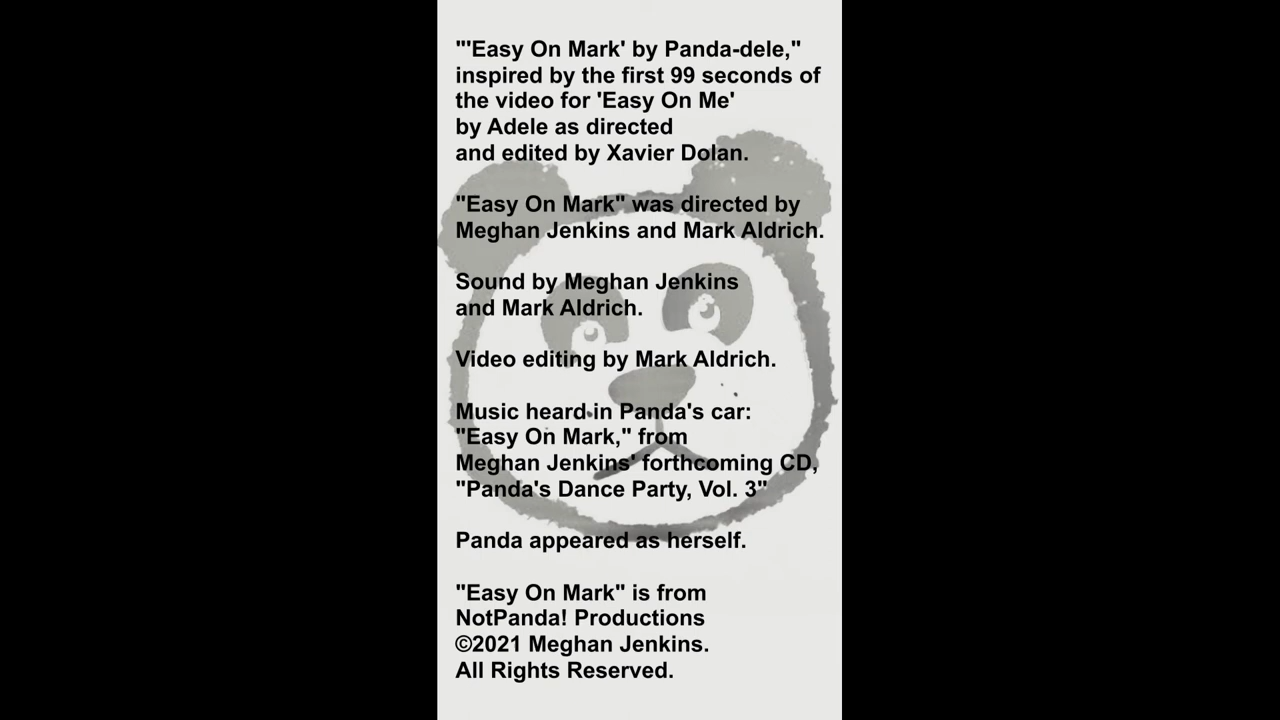 "'Easy On Mark' by Panda-dele,"
inspired by the first 99 seconds of
the video for 'Easy On Me'
by Adele as directed
and edited by Xavier Dolan.
"Easy On Mark" was directed by
Meghan Jenkins and Mark Aldrich.
Sound by Meghan Jenkins
and Mark Aldrich.
Video editing by Mark Aldrich.
Music heard in Panda's car:
"Easy On Mark," from
Meghan Jenkins' forthcoming CD,
"Panda's Dance Party, Vol. 3"
Panda appeared as herself.
"Easy On Mark" is from
NotPanda! Productions
©2021 Meghan Jenkins.
All Rights Reserved.